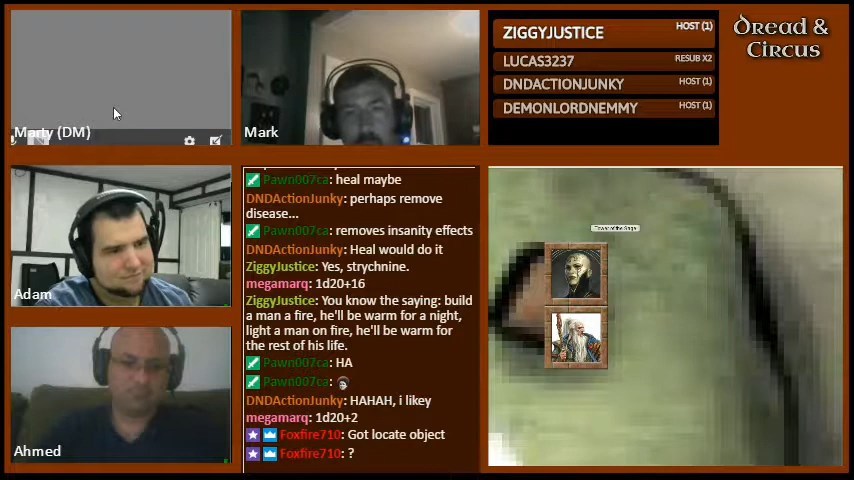 Marty (DM)
Mark
ZIGGYJUSTICE HOST (1)
LUCAS3237 RESUB X2
DNDACTIONJUNKY HOST (1)
DEMONLORDNEMMY HOST (1)
Dread &
Circus
Adam
Ahmed
Pawn007ca: heal maybe
DNDActionJunky: perhaps remove
disease...
Pawn007ca: removes insanity effects
DNDActionJunky: Heal would do it
ZiggyJustice: Yes, strychnine.
megamarq: 1d20+16
ZiggyJustice: You know the saying: build
a man a fire, he'll be warm for a night,
light a man on fire, he'll be warm for
the rest of his life.
Pawn007ca: HA
Pawn007ca:
DNDActionJunky: HAHAH, i likey
megamarq: 1d20+2
Foxfire710: Got locate object
Foxfire710: ?
Tower of the Sage